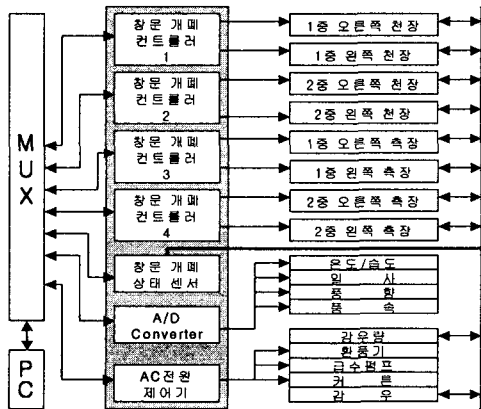 MUX
PC
창문 개폐
컨트롤러
1
창문 개폐
컨트롤러
2
창문 개폐
컨트롤러
3
창문 개폐
컨트롤러
4
창문 개폐
상태 센서
A/D
Converter
AC전원
제어기
1중 오른쪽 천장
1중 왼쪽 천장
2중 오른쪽 천장
2중 왼쪽 천장
1중 오른쪽 측장
1중 왼쪽 측장
2중 오른쪽 측장
2중 왼쪽 측장
온도/습도
일 사
풍 향
풍 속
강우량
환풍기
급수펌프
커 튼
강 우